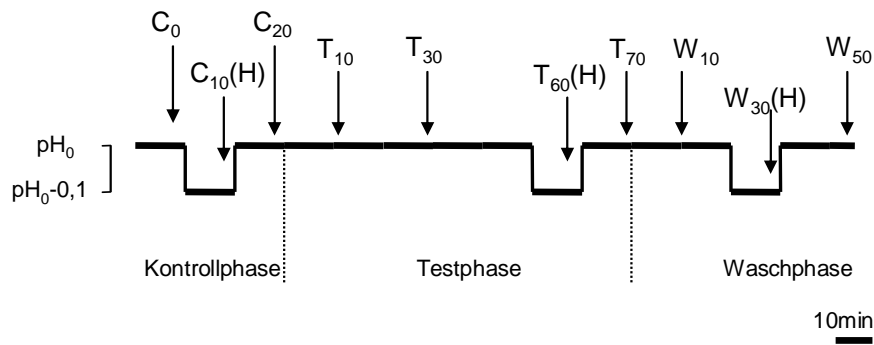 C0 C20 T10 T30 T70 W10 W50
C10(H) T60(H) W30(H)
pH0
pH0-0,1
Kontrollphase Testphase Waschphase
10min